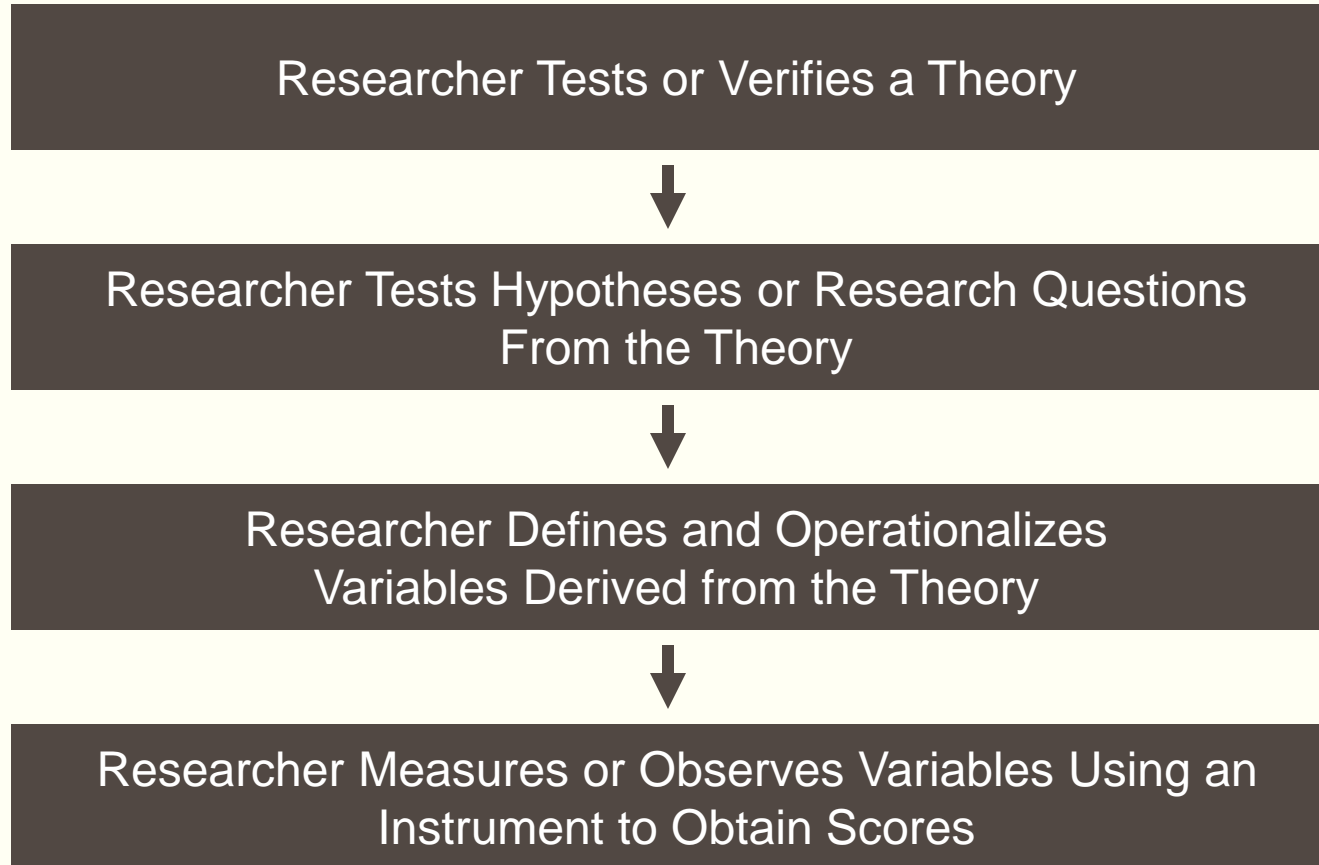 Researcher Tests or Verifies a Theory
Researcher Tests Hypotheses or Research Questions
From the Theory
Researcher Defines and Operationalizes
Variables Derived from the Theory
Researcher Measures or Observes Variables Using an
Instrument to Obtain Scores